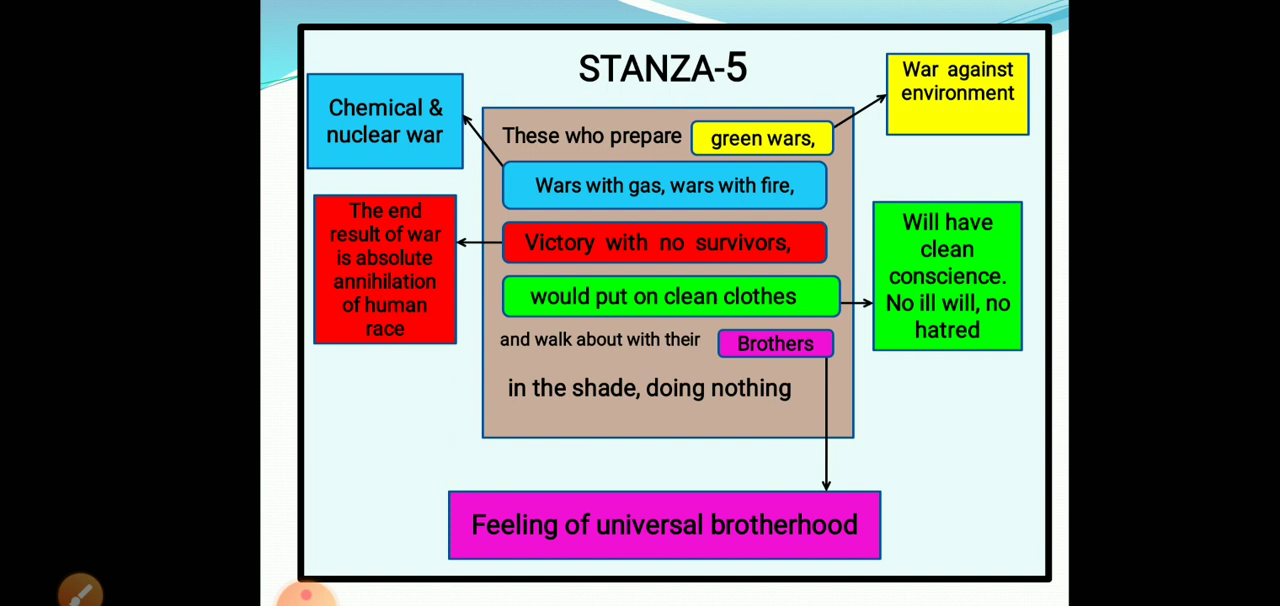 STANZA-5
War against
environment
Chemical &
nuclear war
These who prepare green wars,
Wars with gas, wars with fire,
The end
result of war
is absolute
annihilation
of human
race
Victory with no survivors,
Will have
clean
conscience.
No ill will, no
hatred
would put on clean clothes
and walk about with their Brothers
in the shade, doing nothing
Feeling of universal brotherhood